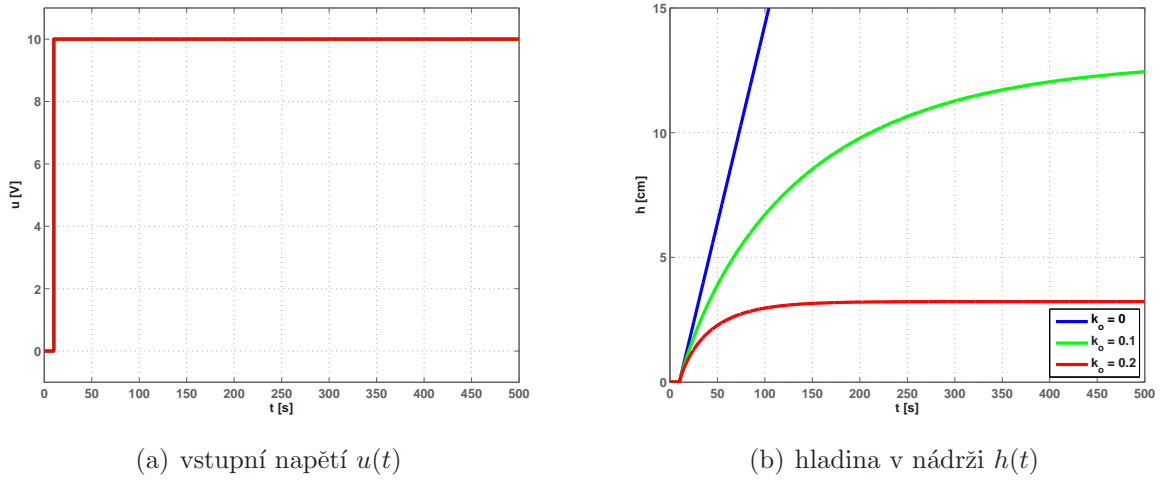 10
8
6
4
2
0
u [V]
0 50 100 150 200 250 300 350 400 450 500
t [s]
(a) vstupní napětí u(t)
15
10
5
0
h [cm]
0 50 100 150 200 250 300 350 400 450 500
t [s]
k_o = 0
k_o = 0.1
k_o = 0.2
(b) hladina v nádrži h(t)